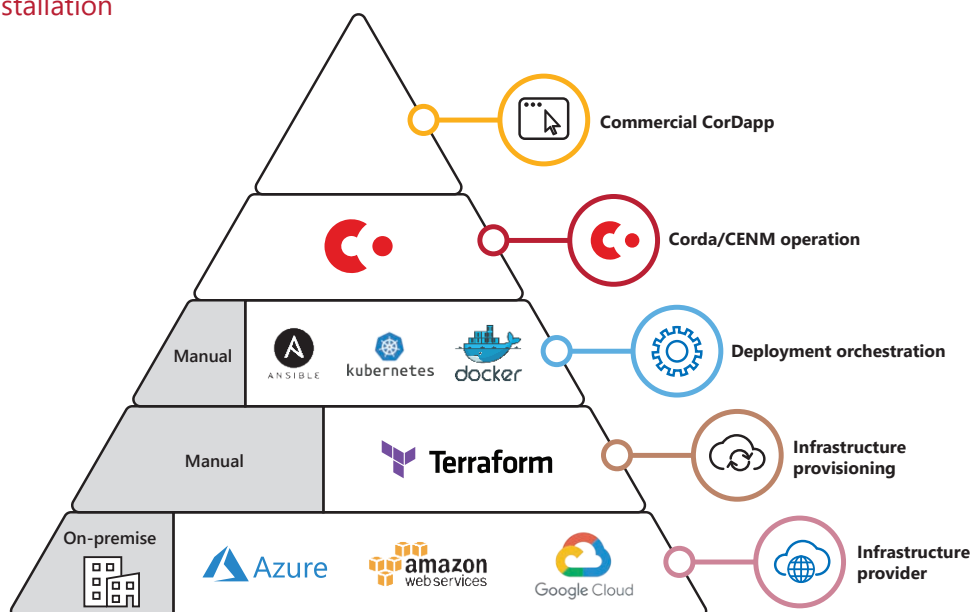 stallation
Commercial CorDapp
Corda/CENM operation
Manual
ANSIBLE
kubernetes
docker
Deployment orchestration
Manual
Terraform
Infrastructure
provisioning
On-premise
Azure
amazon
webservices
Google Cloud
Infrastructure
provider